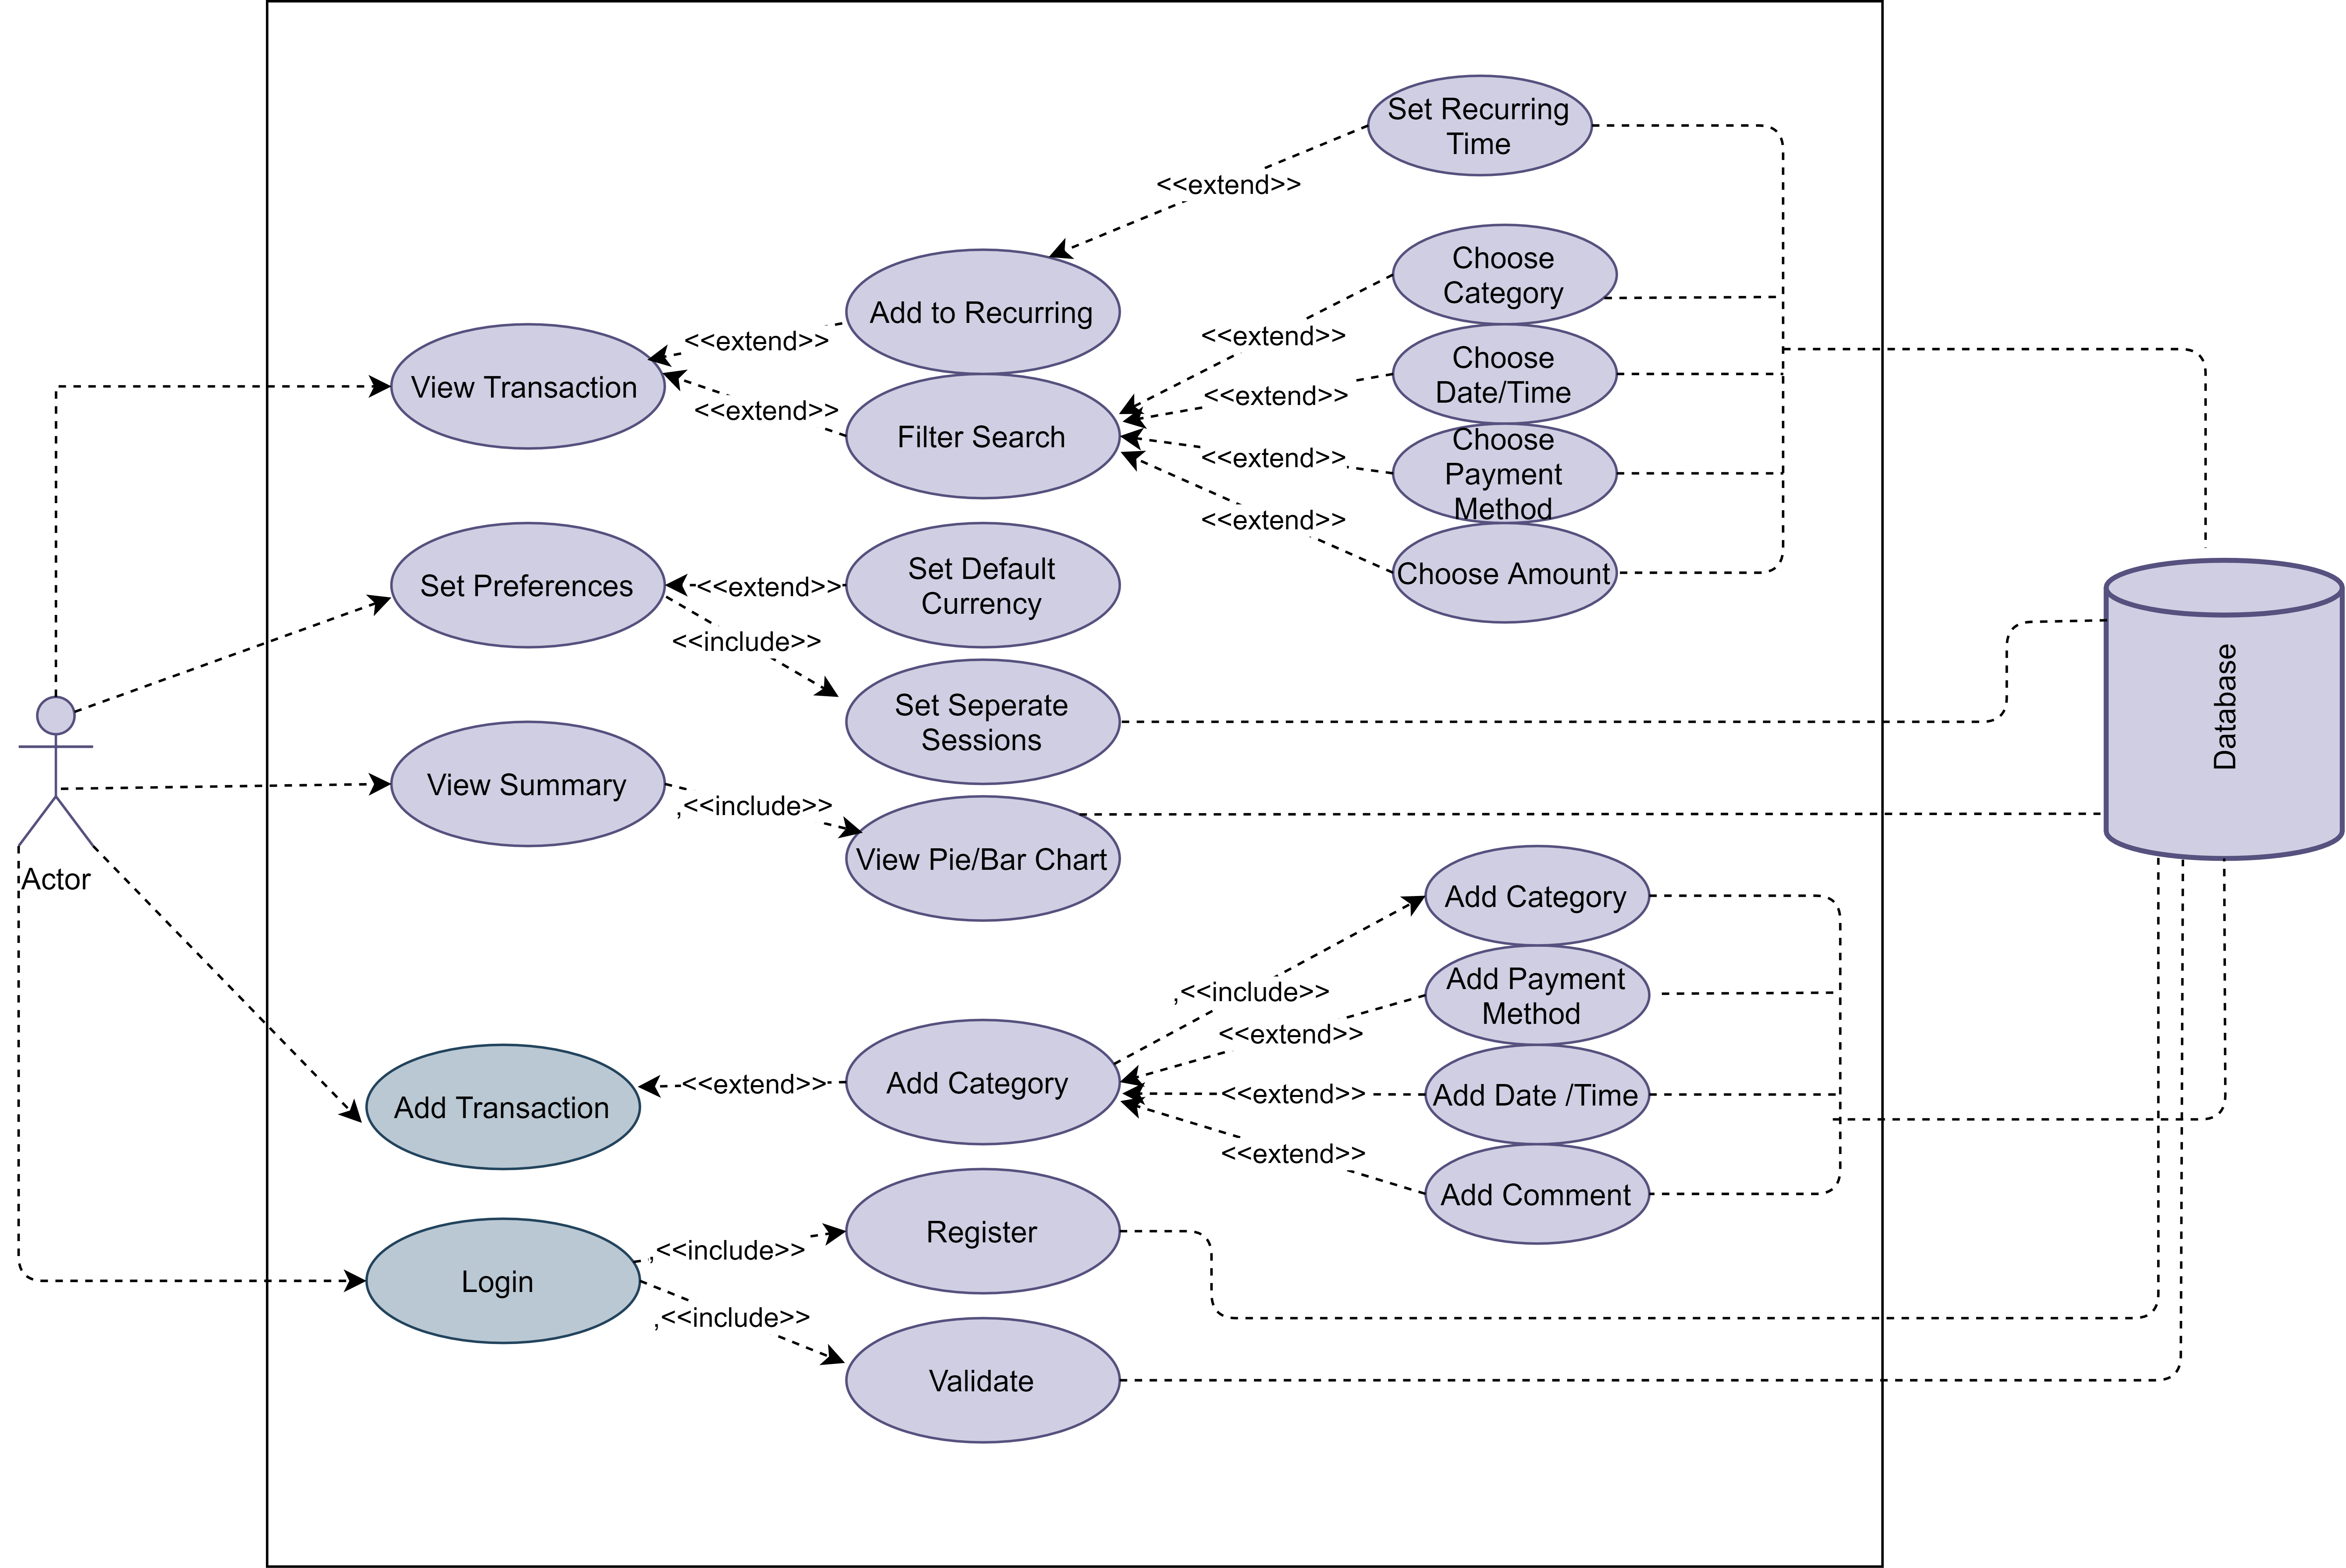 Set Recurring
Time
<<extend>>
Choose
Category
Add to Recurring
<<extend>>
<<extend>>
View Transaction
Choose
Date/Time
<<extend>>
<<extend>>
Filter Search
Choose
Payment
Method
<<extend>>
<<extend>>
Choose Amount
Set Preferences
<<extend>>
Set Default
Currency
<<include>>
Set Seperate
Sessions
Database
View Summary
,<<include>>
View Pie/Bar Chart
Actor
Add Category
,<<include>>
Add Payment
Method
<<extend>>
Add Transaction
<<extend>>
Add Category
<<extend>>
Add Date /Time
<<extend>>
Add Comment
Login
,<<include>>
Register
,<<include>>
Validate